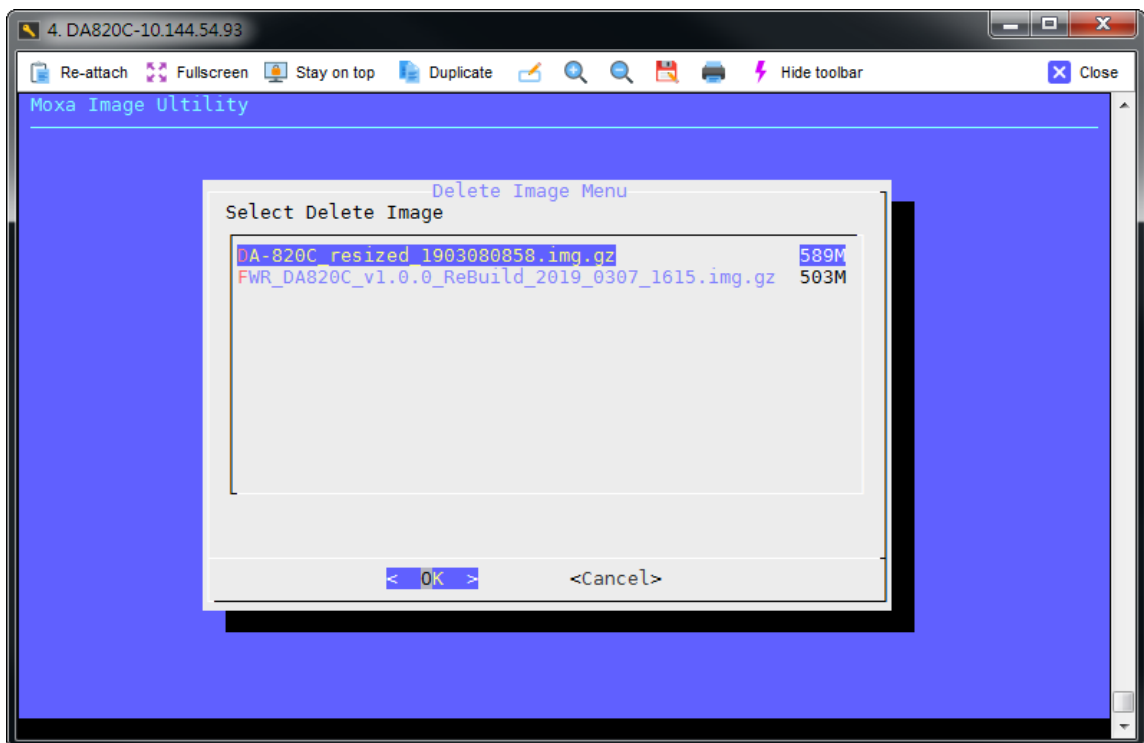 4. DA820C-10.144.54.93
Re-attach Fullscreen Stay on top Duplicate Hide toolbar Close
Moxa Image Ultility
Delete Image Menu
Select Delete Image
DA-820C_resized_1903080858.img.gz 589M
FWR_DA820C_v1.0.0_ReBuild_2019_0307_1615.img.gz 503M
< OK > <Cancel>